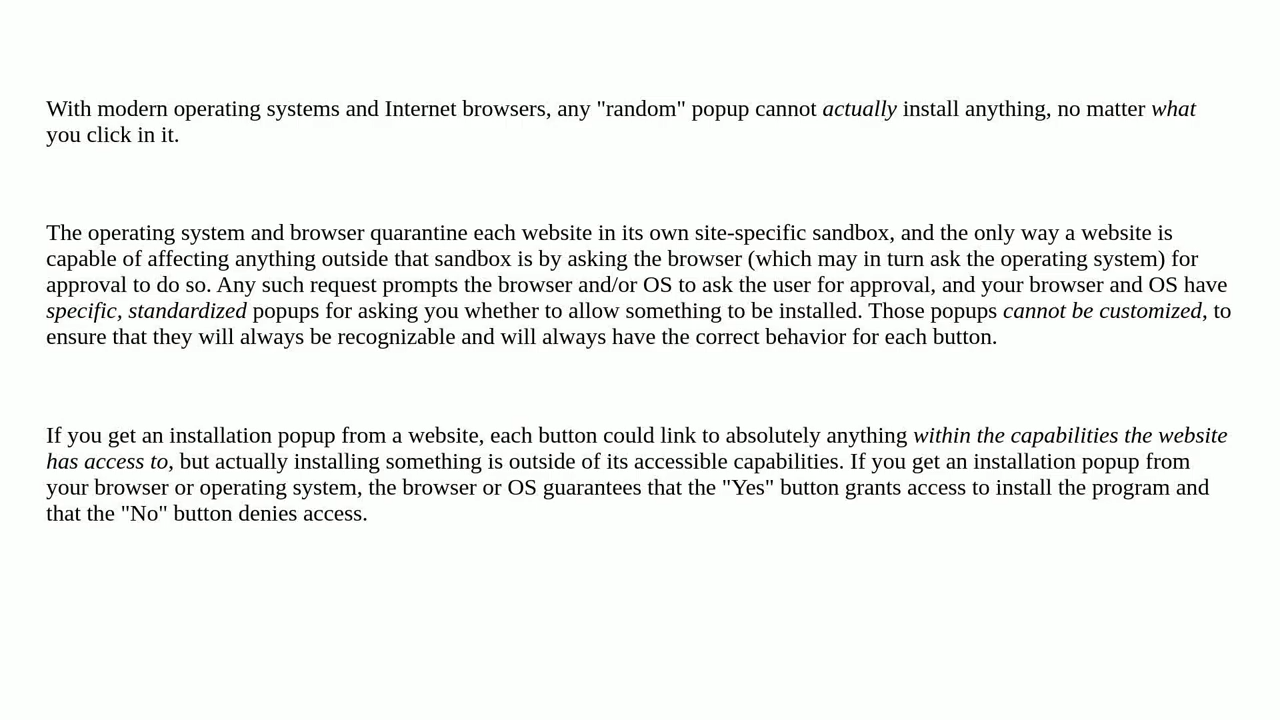 With modern operating systems and Internet browsers, any "random" popup cannot actually install anything, no matter what
you click in it.
The operating system and browser quarantine each website in its own site-specific sandbox, and the only way a website is
capable of affecting anything outside that sandbox is by asking the browser (which may in turn ask the operating system) for
approval to do so. Any such request prompts the browser and/or OS to ask the user for approval, and your browser and OS have
specific, standardized popups for asking you whether to allow something to be installed. Those popups cannot be customized, to
ensure that they will always be recognizable and will always have the correct behavior for each button.
If you get an installation popup from a website, each button could link to absolutely anything within the capabilities the website
has access to, but actually installing something is outside of its accessible capabilities. If you get an installation popup from
your browser or operating system, the browser or OS guarantees that the "Yes" button grants access to install the program and
that the "No" button denies access.